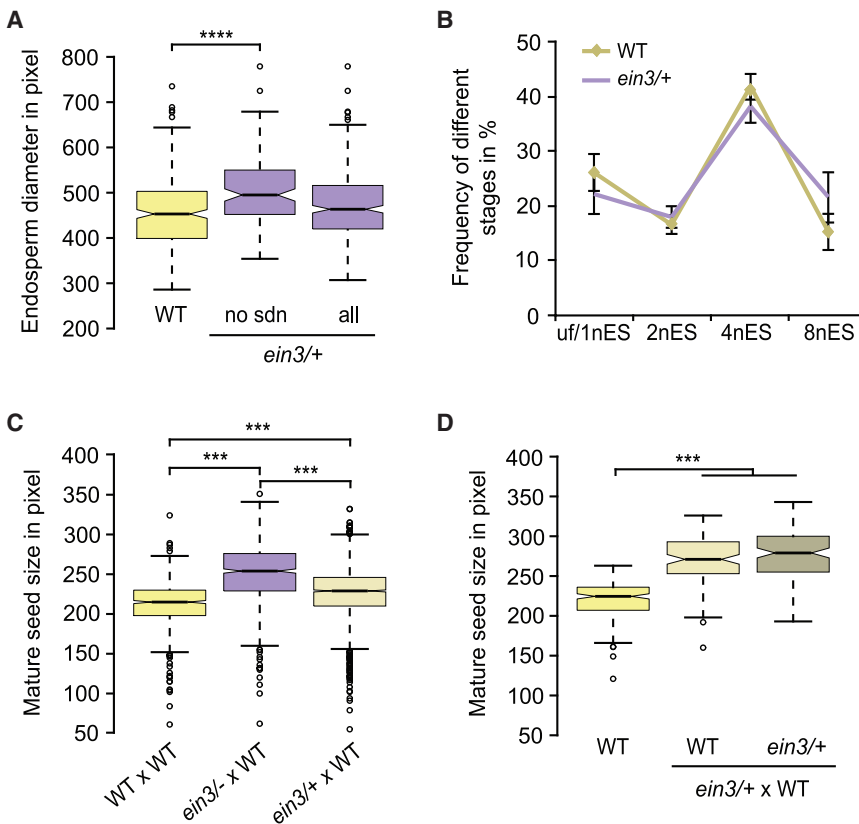 A
Endosperm diameter in pixel
800
700
600
500
400
300
200
****
WT
no sdn
all
ein3/+
B
Frequency of different
stages in %
50
40
30
20
10
0
WT
ein3/+
uf/1nES
2nES
4nES
8nES
C
Mature seed size in pixel
400
350
300
250
200
150
100
50
***
***
***
WT x WT
ein3/- x WT
ein3/+ x WT
D
Mature seed size in pixel
400
350
300
250
200
150
100
50
***
WT
WT
ein3/+
ein3/+ x WT